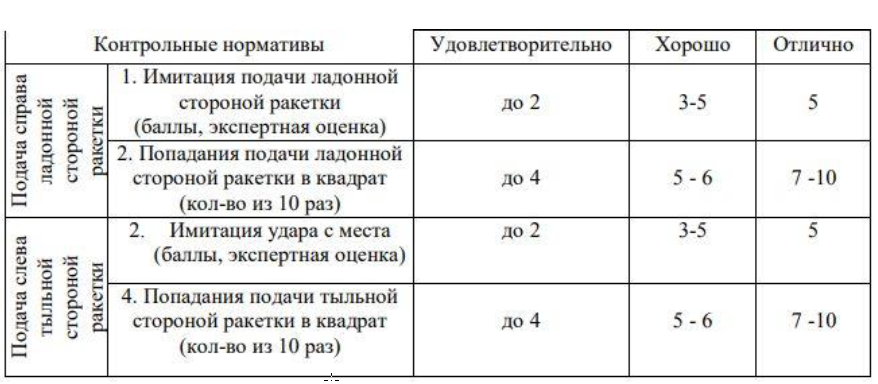 Контрольные нормативы Удовлетворительно Хорошо Отлично
Подача справа
ладонной
стороной
ракетки
1. Имитация подачи ладонной
стороной ракетки
(баллы, экспертная оценка)
до 2 3-5 5
2. Попадания подачи ладонной
стороной ракетки в квадрат
(кол-во из 10 раз)
до 4 5 - 6 7 -10
Подача слева
тыльной
стороной
ракетки
2. Имитация удара с места
(баллы, экспертная оценка)
до 2 3-5 5
4. Попадания подачи тыльной
стороной ракетки в квадрат
(кол-во из 10 раз)
до 4 5 - 6 7 -10